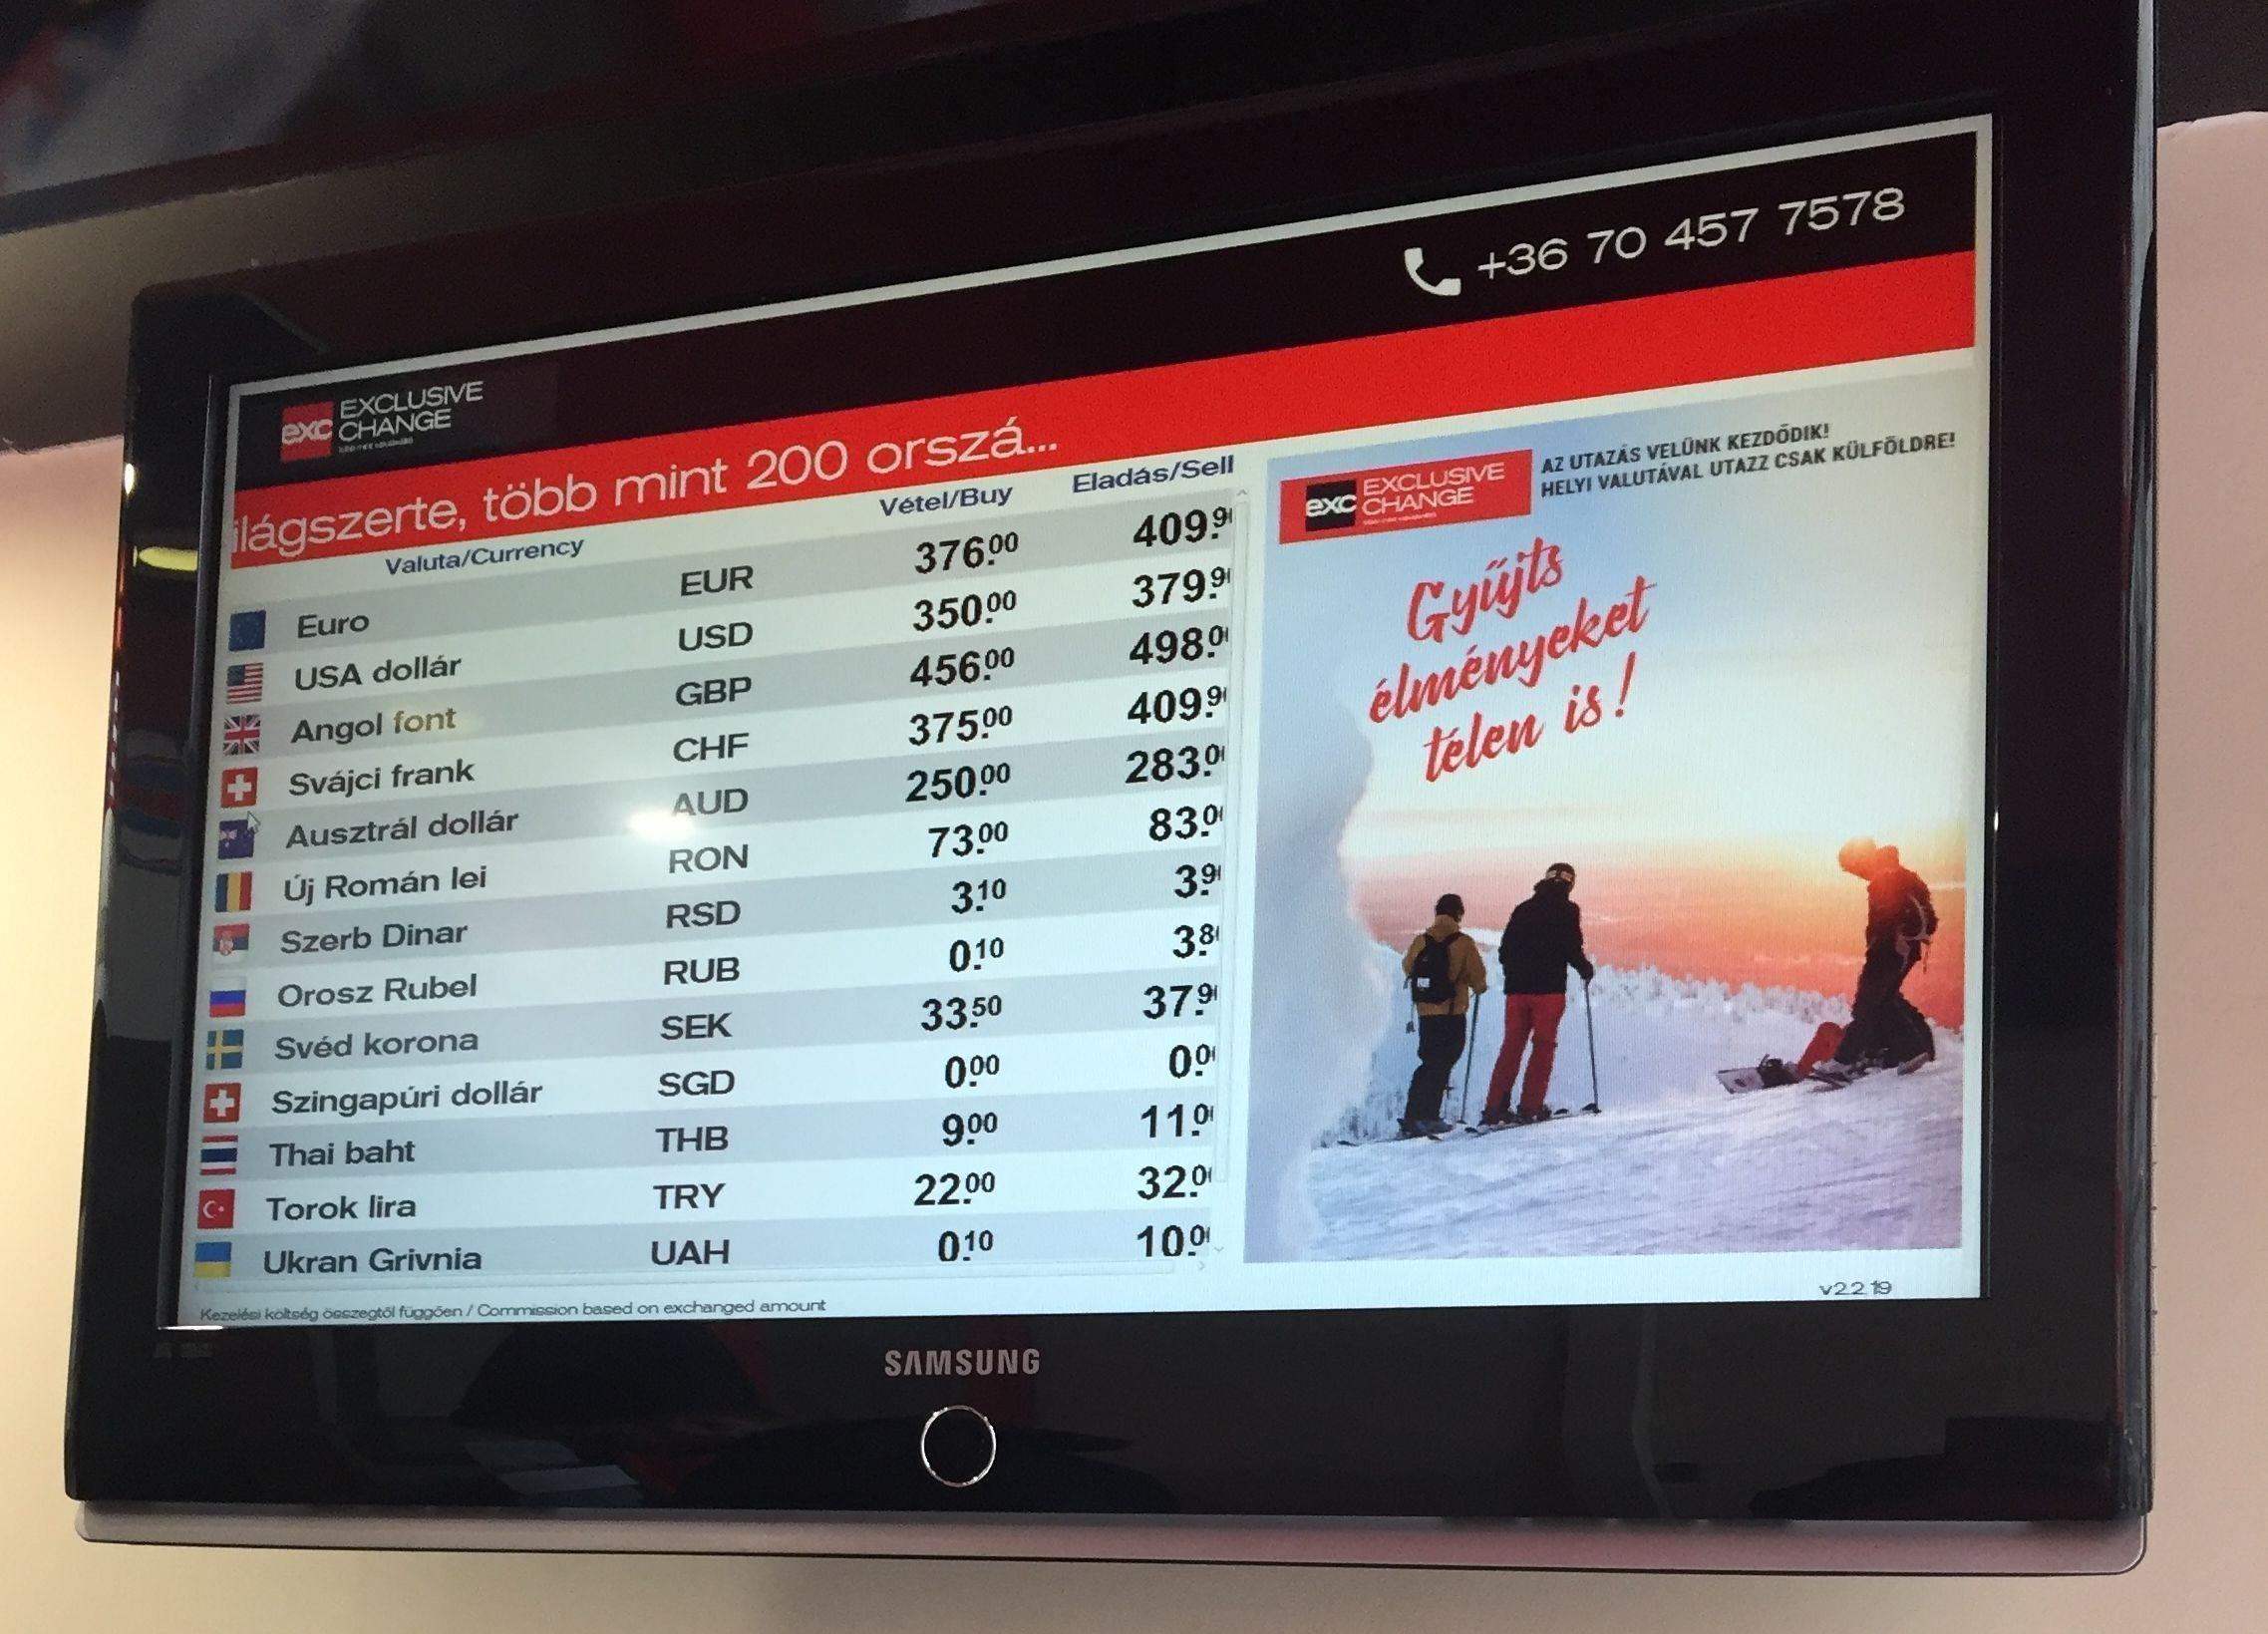 +36 70 457 7578
exc EXCLUSIVE
CHANGE
ilágszerte, több mint 200 orszá...
Valuta/Currency Vétel/Buy Eladás/Sell
Euro EUR 376.00 409.9
USA dollár USD 350.00 379.9
Angol font GBP 456.00 498.0
Svájci frank CHF 375.00 409.9
Ausztrál dollár AUD 250.00 283.0
Új Román lei RON 73.00 83.0
Szerb Dinar RSD 3.10 3.9
Orosz Rubel RUB 0.10 3.8
Svéd korona SEK 33.50 37.9
Szingapúri dollár SGD 0.00 0.0
Thai baht THB 9.00 11.0
Torok lira TRY 22.00 32.0
Ukran Grivnia UAH 0.10 10.0
Kezelési költség összegtől függően / Commission based on exchanged amount
exc EXCLUSIVE
CHANGE
AZ UTAZÁS VELÜNK KEZDŐDIK!
HELYI VALUTÁVAL UTAZZ CSAK KÜLFÖLDRE!
Gyűjts
élményeket
télen is!
v2.2.19
SAMSUNG